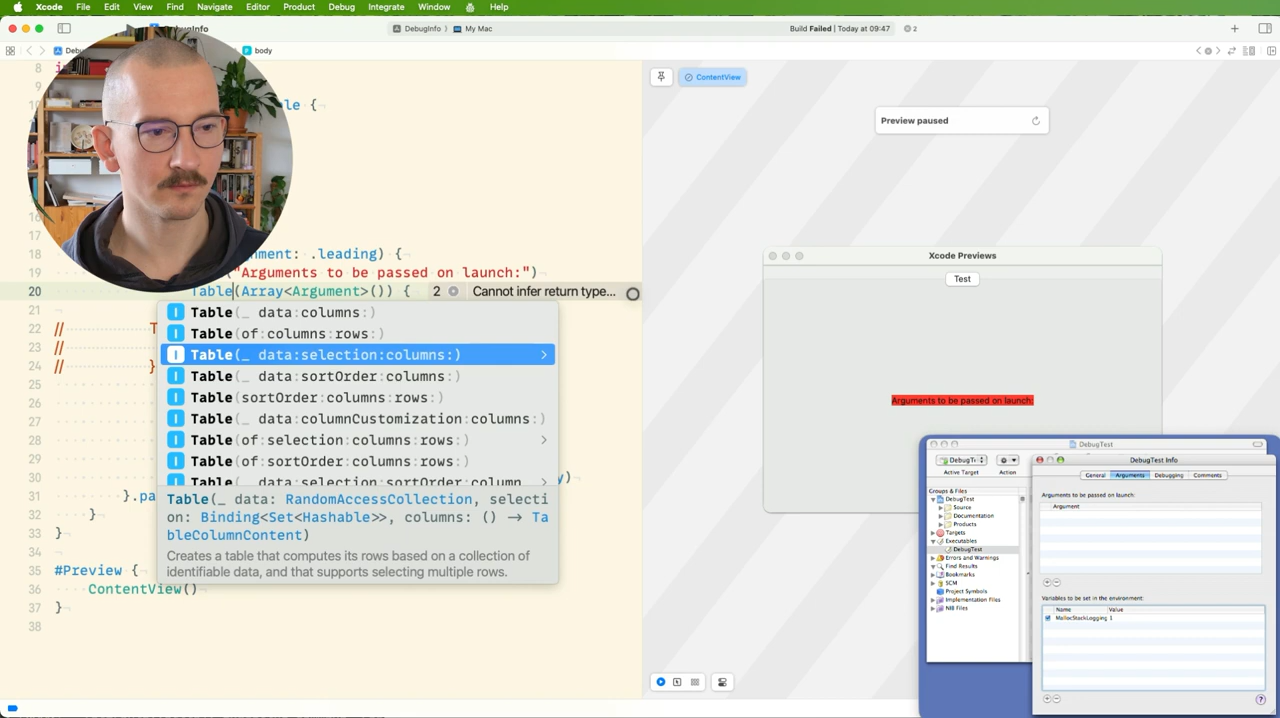 Xcode File Edit View Find Navigate Editor Product Debug Integrate Window Help
DebugInfo
DebugInfo 〉 My Mac
Build Failed | Today at 09:47
2
body
ContentView
Preview paused
8
17
18 nment: .leading) {
19 "Arguments to be passed on launch:")
20 Table(Array<Argument>()) { 2 Cannot infer return type...
21
22 // T
23 //
24 // }
25
26
27
28
29
30 )
31 }.pa
32 }
33 }
34
35 #Preview {
36 ContentView()
37 }
38
Table(_ data:columns:)
Table(of:columns:rows:)
Table(_ data:selection:columns:)
Table(_ data:sortOrder:columns:)
Table(sortOrder:columns:rows:)
Table(_ data:columnCustomization:columns:)
Table(of:selection:columns:rows:)
Table(of:sortOrder:columns:rows:)
Table(_ data: RandomAccessCollection, selecti
on: Binding<Set<Hashable>>, columns: () -> Ta
bleColumnContent)
Creates a table that computes its rows based on a collection of
identifiable data, and that supports selecting multiple rows.
Xcode Previews
Test
Arguments to be passed on launch:
DebugTest
Active Target
Action
Groups & Files
DebugTest
Source
Documentation
Products
Targets
Executables
DebugTest
Errors and Warnings
Find Results
Bookmarks
SCM
Project Symbols
Implementation Files
NIB Files
DebugTest Info
General Arguments Debugging Comments
Arguments to be passed on launch:
Argument
Variables to be set in the environment:
Name Value
MallocStackLogging 1